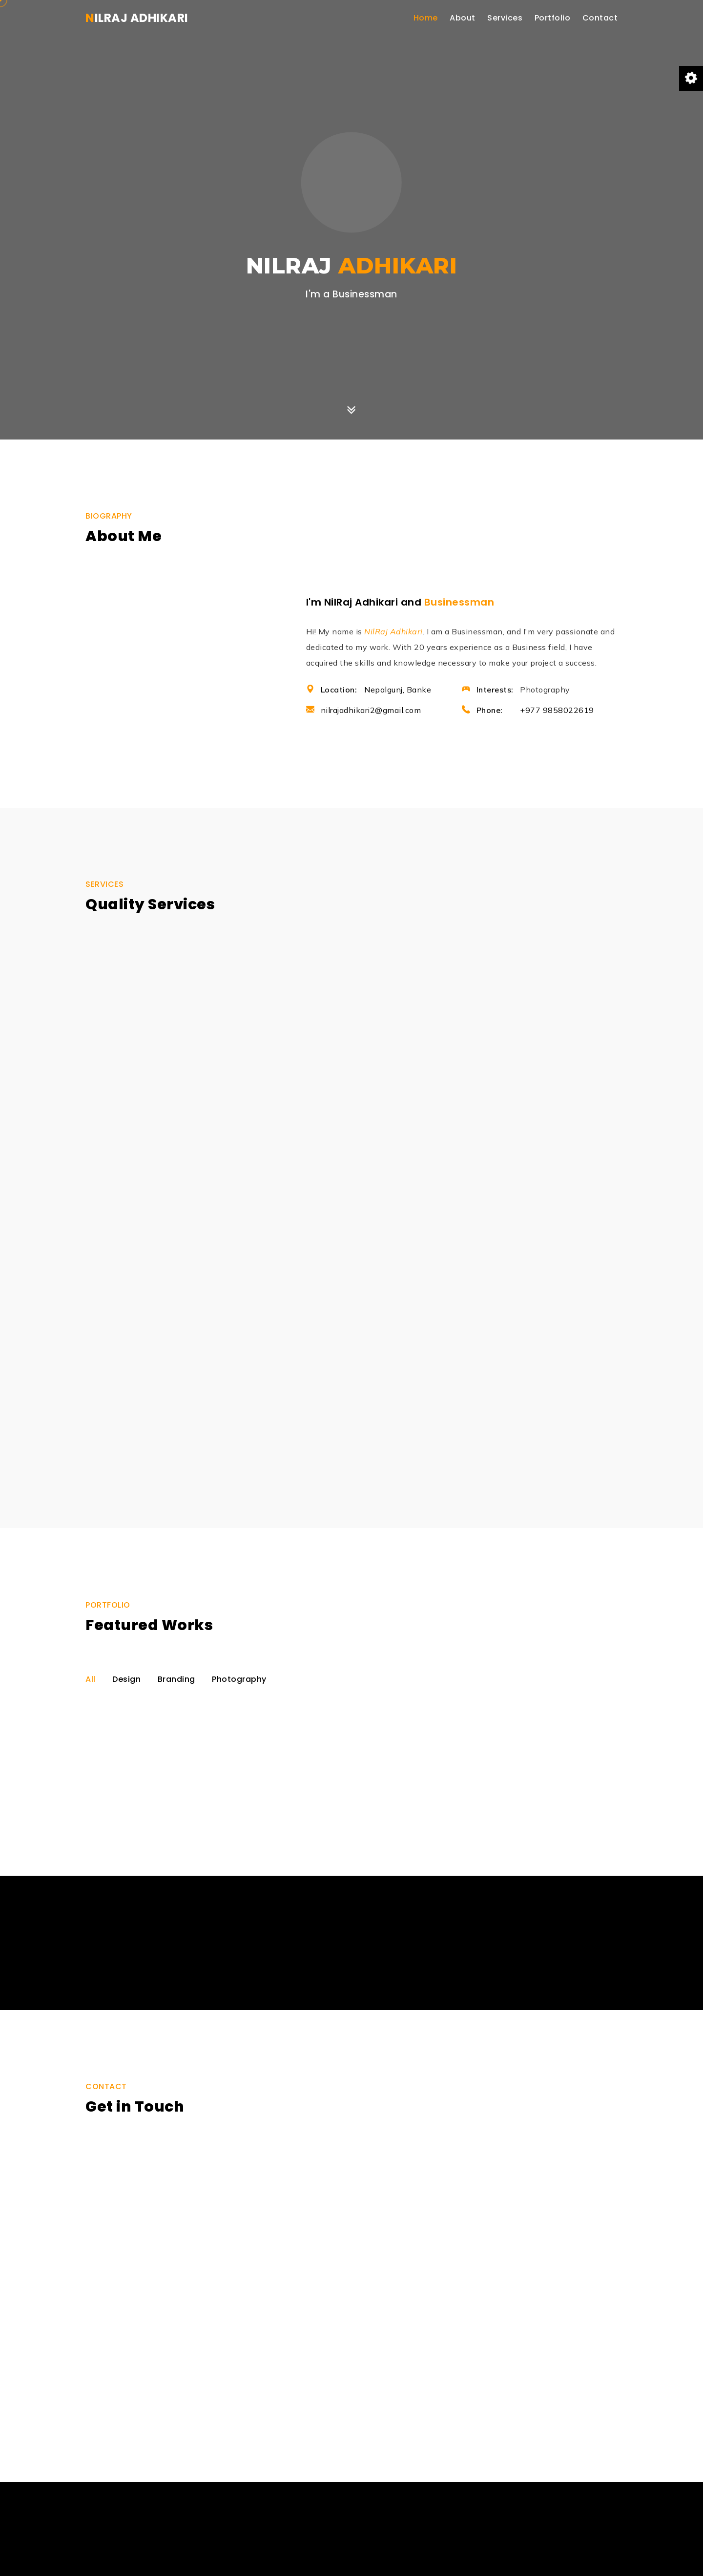 NILRAJ ADHIKARI
Home About Services Portfolio Contact
NILRAJ ADHIKARI
I'm a Businessman
BIOGRAPHY
About Me
I'm NilRaj Adhikari and Businessman
Hi! My name is NilRaj Adhikari. I am a Businessman, and I'm very passionate and
dedicated to my work. With 20 years experience as a Business field, I have
acquired the skills and knowledge necessary to make your project a success.
Location: Nepalgunj, Banke
Interests: Photography
nilrajadhikari2@gmail.com
Phone: +977 9858022619
SERVICES
Quality Services
PORTFOLIO
Featured Works
All Design Branding Photography
CONTACT
Get in Touch